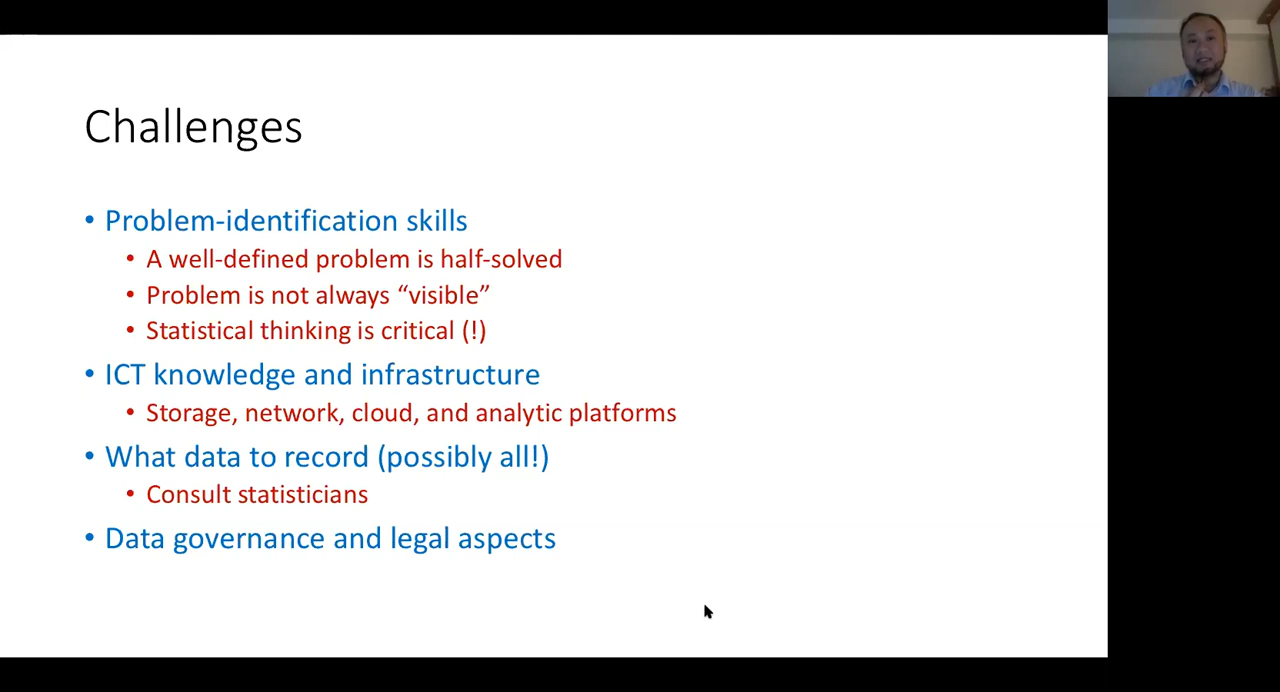 Challenges
• Problem-identification skills
• A well-defined problem is half-solved
• Problem is not always “visible”
• Statistical thinking is critical (!)
• ICT knowledge and infrastructure
• Storage, network, cloud, and analytic platforms
• What data to record (possibly all!)
• Consult statisticians
• Data governance and legal aspects